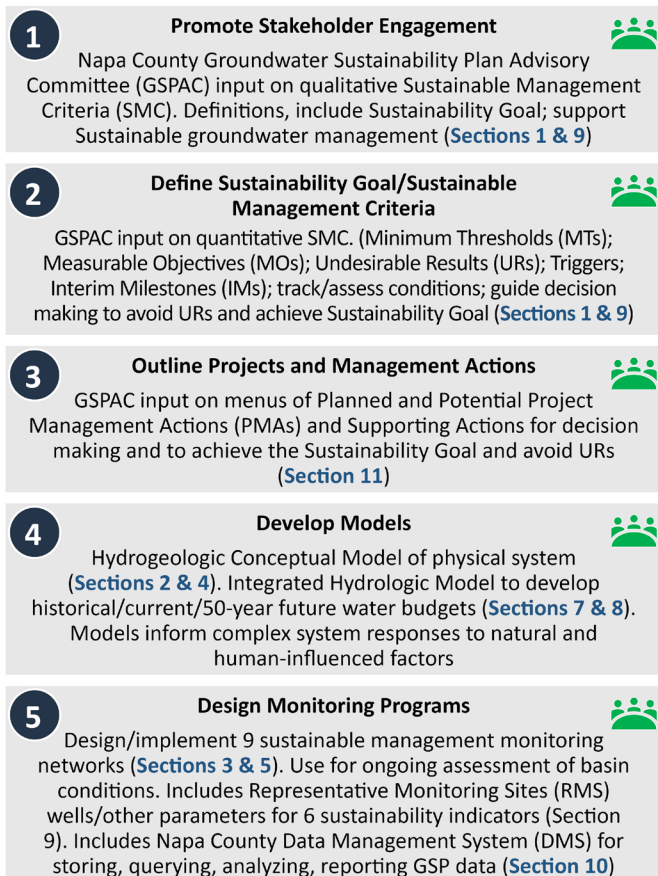 1
Promote Stakeholder Engagement
Napa County Groundwater Sustainability Plan Advisory
Committee (GSPAC) input on qualitative Sustainable Management
Criteria (SMC). Definitions, include Sustainability Goal; support
Sustainable groundwater management (Sections 1 & 9)
2
Define Sustainability Goal/Sustainable
Management Criteria
GSPAC input on quantitative SMC. (Minimum Thresholds (MTs);
Measurable Objectives (MOs); Undesirable Results (URs); Triggers;
Interim Milestones (IMs); track/assess conditions; guide decision
making to avoid URs and achieve Sustainability Goal (Sections 1 & 9)
3
Outline Projects and Management Actions
GSPAC input on menus of Planned and Potential Project
Management Actions (PMAs) and Supporting Actions for decision
making and to achieve the Sustainability Goal and avoid URs
(Section 11)
4
Develop Models
Hydrogeologic Conceptual Model of physical system
(Sections 2 & 4). Integrated Hydrologic Model to develop
historical/current/50-year future water budgets (Sections 7 & 8).
Models inform complex system responses to natural and
human-influenced factors
5
Design Monitoring Programs
Design/implement 9 sustainable management monitoring
networks (Sections 3 & 5). Use for ongoing assessment of basin
conditions. Includes Representative Monitoring Sites (RMS)
wells/other parameters for 6 sustainability indicators (Section
9). Includes Napa County Data Management System (DMS) for
storing, querying, analyzing, reporting GSP data (Section 10)